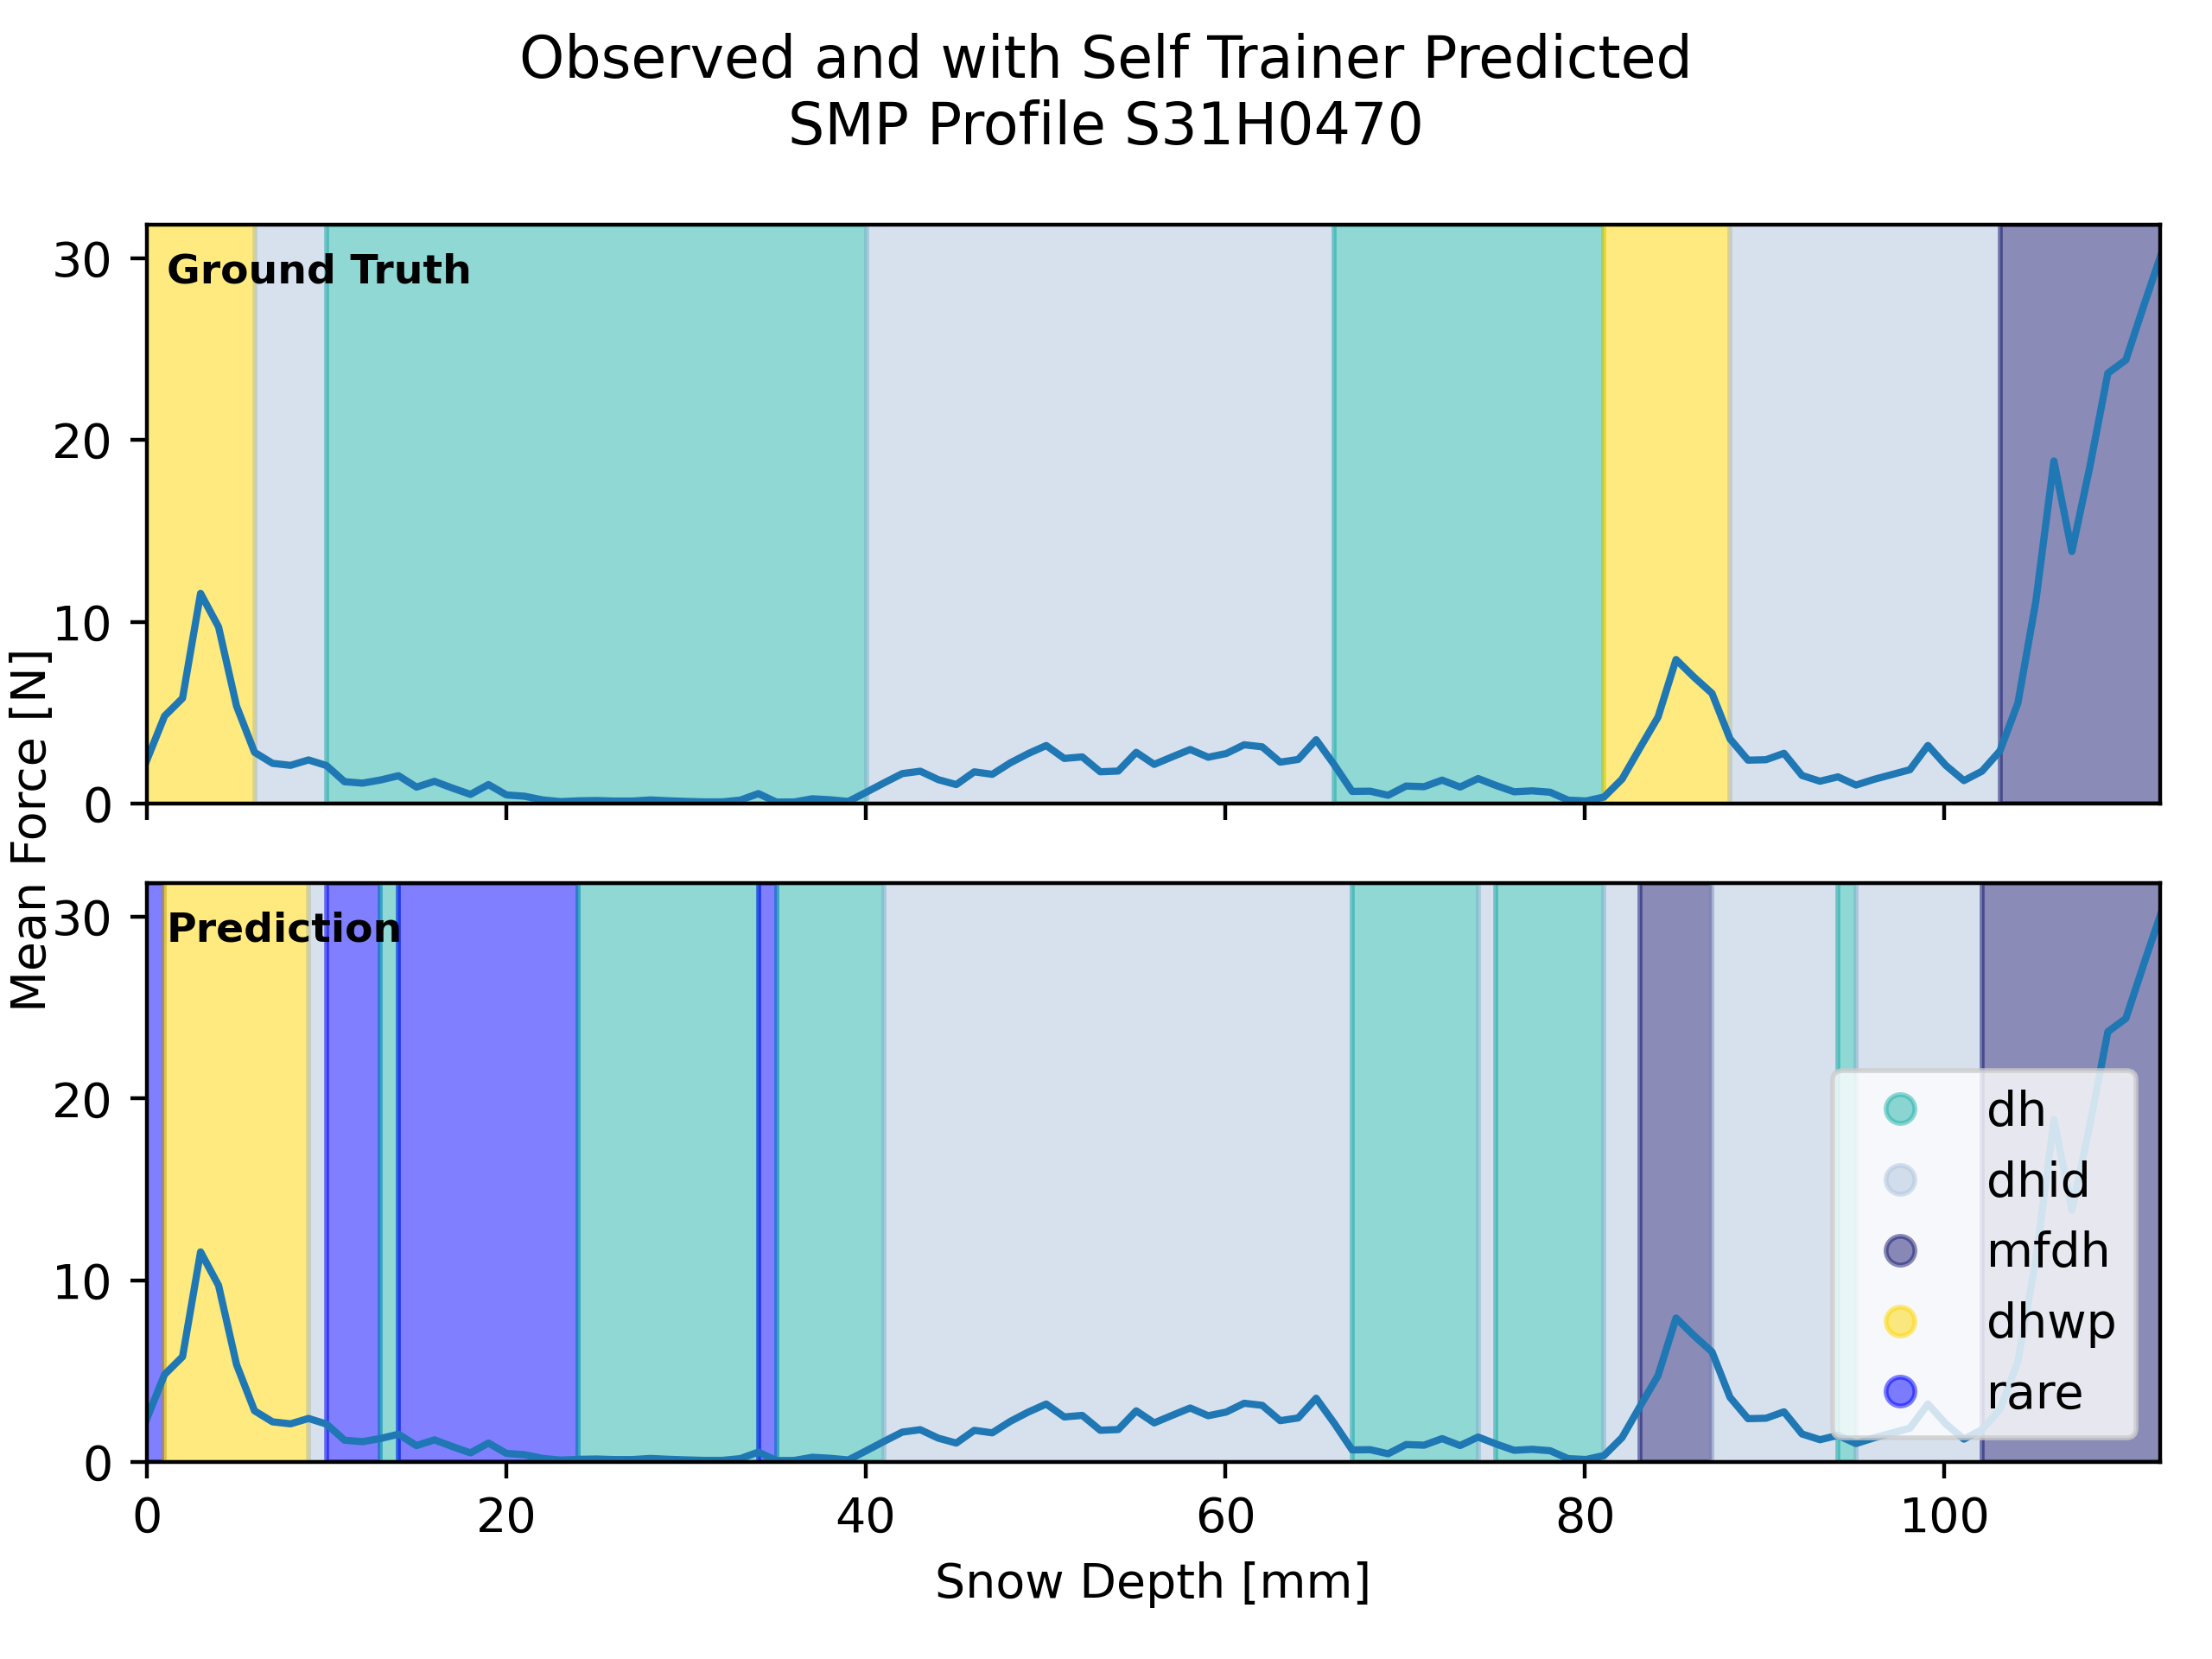 Observed and with Self Trainer Predicted
SMP Profile S31H0470
Mean Force [N]
30
20
10
0
Ground Truth
30
20
10
0
Prediction
dh
dhid
mfdh
dhwp
rare
0 20 40 60 80 100
Snow Depth [mm]